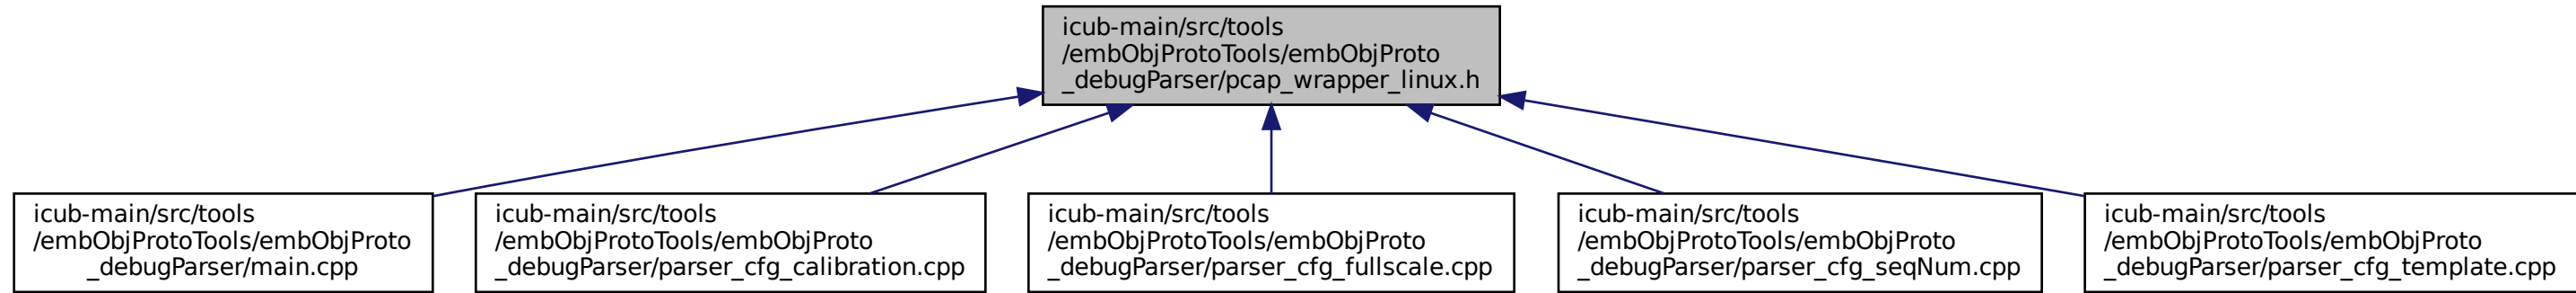 icub-main/src/tools
/embObjProtoTools/embObjProto
_debugParser/pcap_wrapper_linux.h
icub-main/src/tools
/embObjProtoTools/embObjProto
_debugParser/main.cpp
icub-main/src/tools
/embObjProtoTools/embObjProto
_debugParser/parser_cfg_calibration.cpp
icub-main/src/tools
/embObjProtoTools/embObjProto
_debugParser/parser_cfg_fullscale.cpp
icub-main/src/tools
/embObjProtoTools/embObjProto
_debugParser/parser_cfg_seqNum.cpp
icub-main/src/tools
/embObjProtoTools/embObjProto
_debugParser/parser_cfg_template.cpp